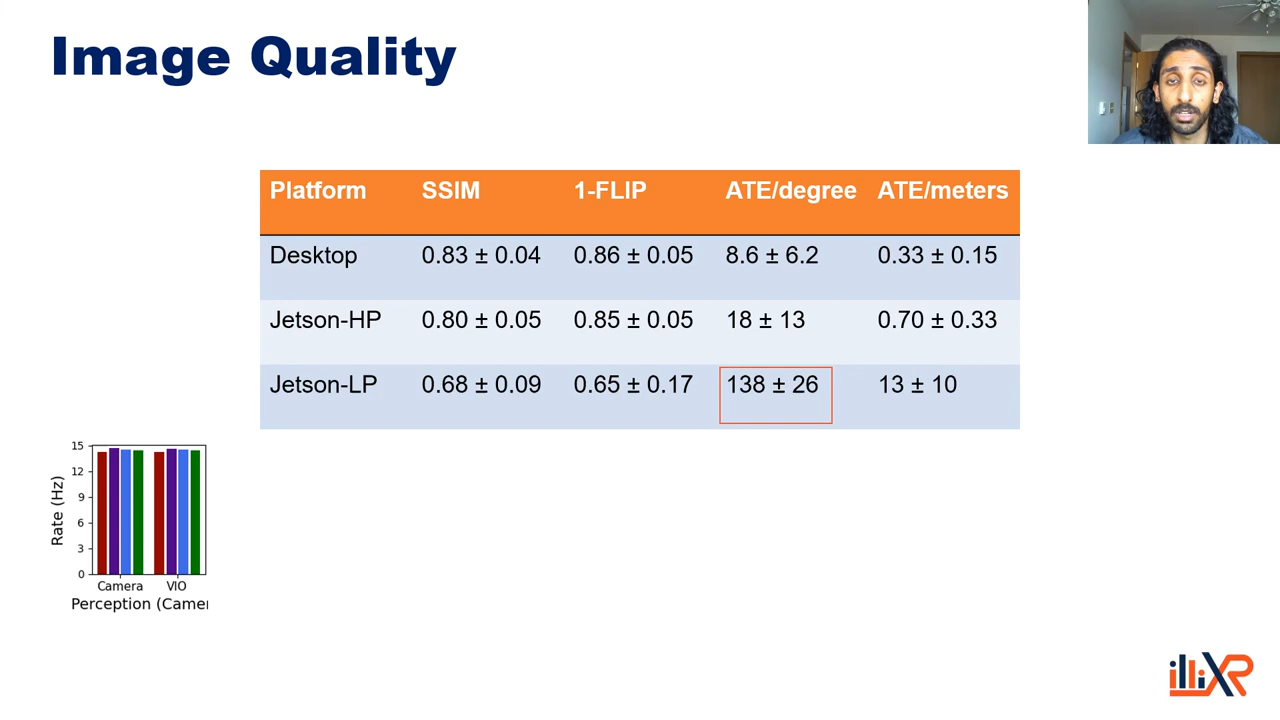 Image Quality
Platform SSIM 1-FLIP ATE/degree ATE/meters
Desktop 0.83 ± 0.04 0.86 ± 0.05 8.6 ± 6.2 0.33 ± 0.15
Jetson-HP 0.80 ± 0.05 0.85 ± 0.05 18 ± 13 0.70 ± 0.33
Jetson-LP 0.68 ± 0.09 0.65 ± 0.17 138 ± 26 13 ± 10
Rate (Hz)
15
12
9
6
3
0
Camera VIO
Perception (Camer
illiXR